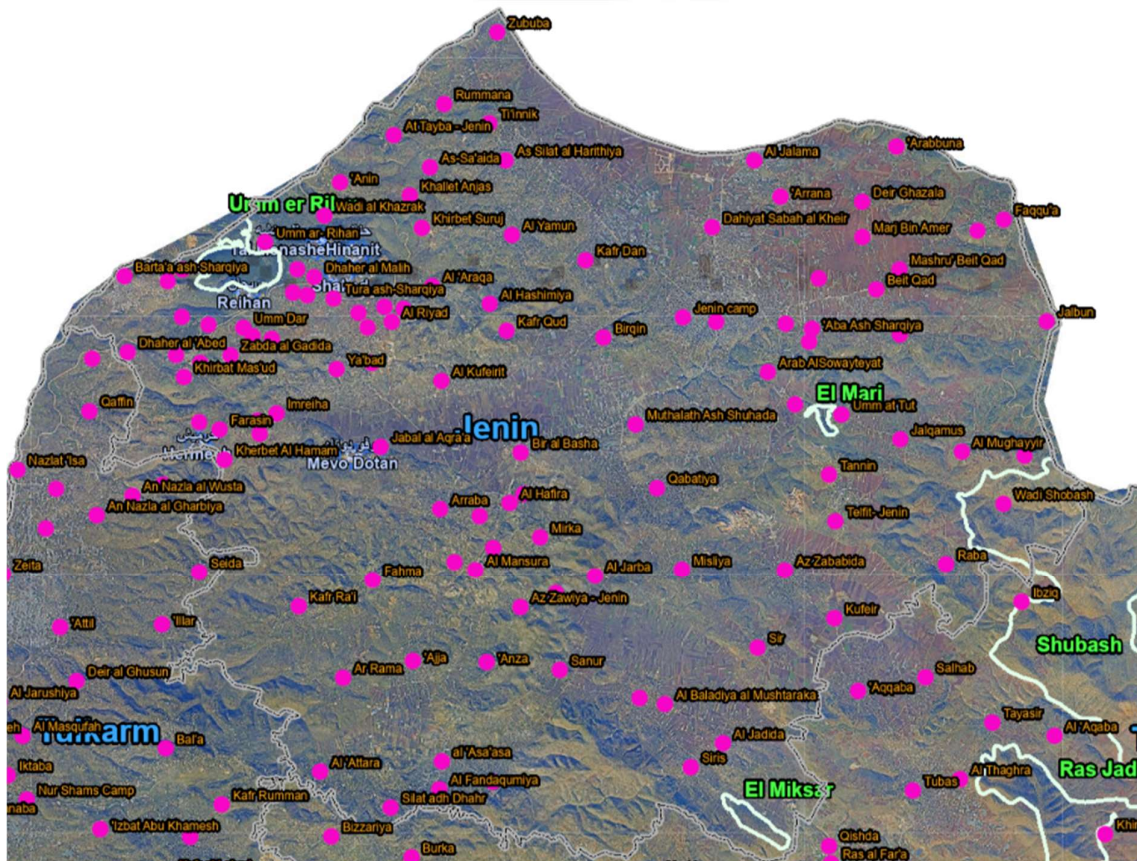 Zububa
Rummana
Ti'innik
At Tayba - Jenin
As-Sa'aida
As Silat al Harithiya
Al Jalama
'Arabbuna
'Anin
Khallet Anjas
'Arrana
Deir Ghazala
Umm er Ri
Wadi al Khazrak
Khirbet Suruj
Al Yamun
Dahiyat Sabah al Kheir
Marj Bin Amer
Faqqu'a
Umm ar- Rihan
Hinanit
Kafr Dan
Mashru' Beit Qad
Barta'a ash Sharqiya
Dhaher al Malih
Al 'Araqa
Beit Qad
Reihan
Tura ash-Sharqiya
Al Hashimiya
Umm Dar
Al Riyad
Kafr Qud
Birqin
Jenin camp
'Aba Ash Sharqiya
Jalbun
Dhaher al 'Abed
Zabda al Gadida
Khirbat Mas'ud
Ya'bad
Al Kufeirit
Arab AlSowayteyat
El Mari
Qaffin
Imreiha
Farasin
Muthalath Ash Shuhada
Umm at Tut
Jenin
Jalqamus
Kherbet Al Hamam
Jabal al Aqra'a
Mevo Dotan
Bir al Basha
Al Mughayyir
Nazlat 'Isa
Tannin
An Nazla al Wusta
Arraba
Al Hafira
Qabatiya
Wadi Shobash
An Nazla al Gharbiya
Telfit- Jenin
Mirka
Zeita
Seida
Fahma
Al Mansura
Al Jarba
Misliya
Az Zababida
Raba
Kafr Ra'i
Az Zawiya - Jenin
Ibziq
'Attil
'Illar
Kufeir
Sir
Shubash
Deir al Ghusun
Ar Rama
'Ajja
'Anza
Sanur
Salhab
Al Jarushiya
Al Baladiya al Mushtaraka
'Aqqaba
Al Masqufah
Tulkarm
Bal'a
Tayasir
Al 'Aqaba
Al Jadida
Iktaba
Al 'Attara
al 'Asa'asa
Siris
Ras Jad
Nur Shams Camp
Kafr Rumman
Al Fandaqumiya
Silat adh Dhahr
El Miksar
Tubas
Al Thaghra
'Izbat Abu Khamesh
Bizzariya
Qishda
Burka
Ras al Far'a